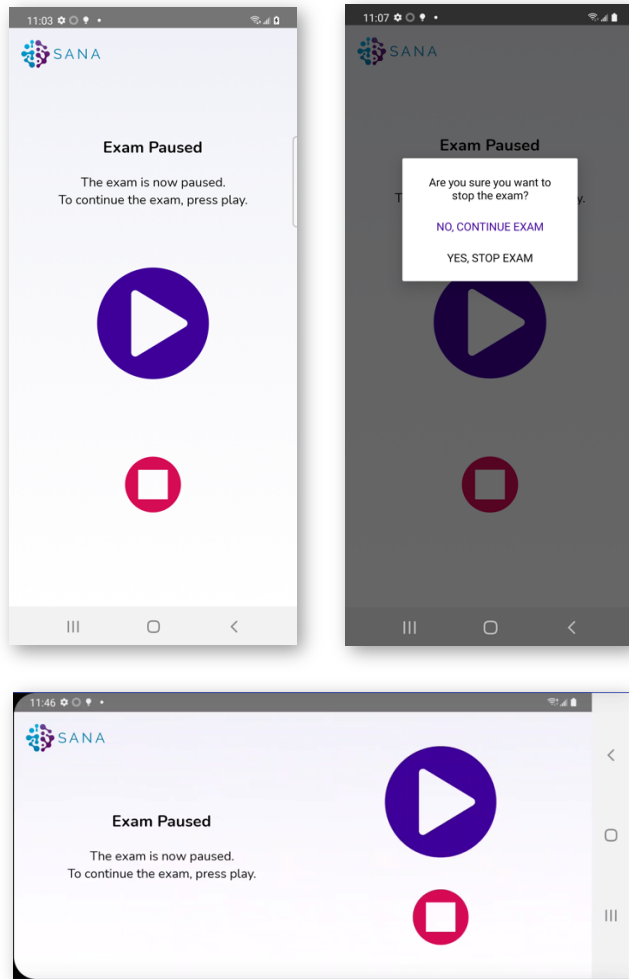 11:03
SANA
Exam Paused
The exam is now paused.
To continue the exam, press play.
11:07
SANA
Exam Paused
T
y.
Are you sure you want to
stop the exam?
NO, CONTINUE EXAM
YES, STOP EXAM
11:46
SANA
Exam Paused
The exam is now paused.
To continue the exam, press play.